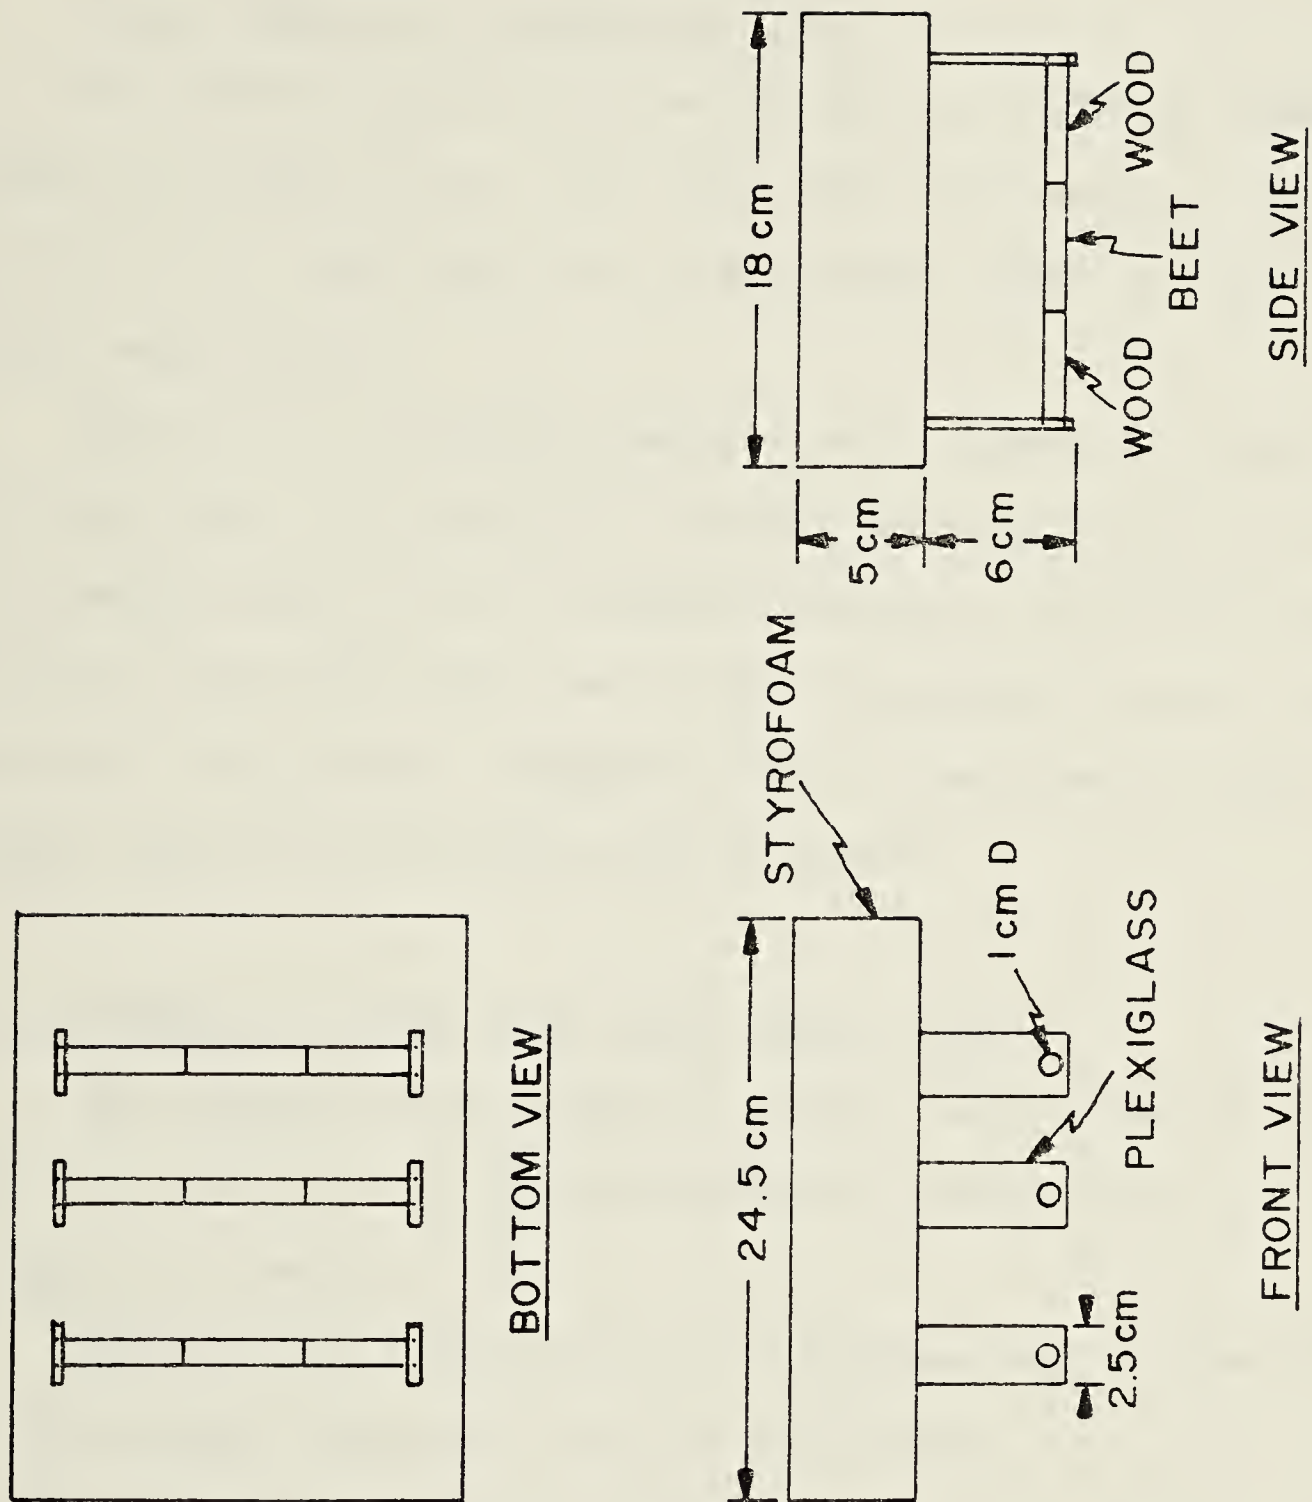 BOTTOM VIEW
24.5 cm
STYROFOAM
1 cm D
2.5 cm
PLEXIGLASS
FRONT VIEW
18 cm
5 cm
6 cm
WOOD
BEET
WOOD
SIDE VIEW